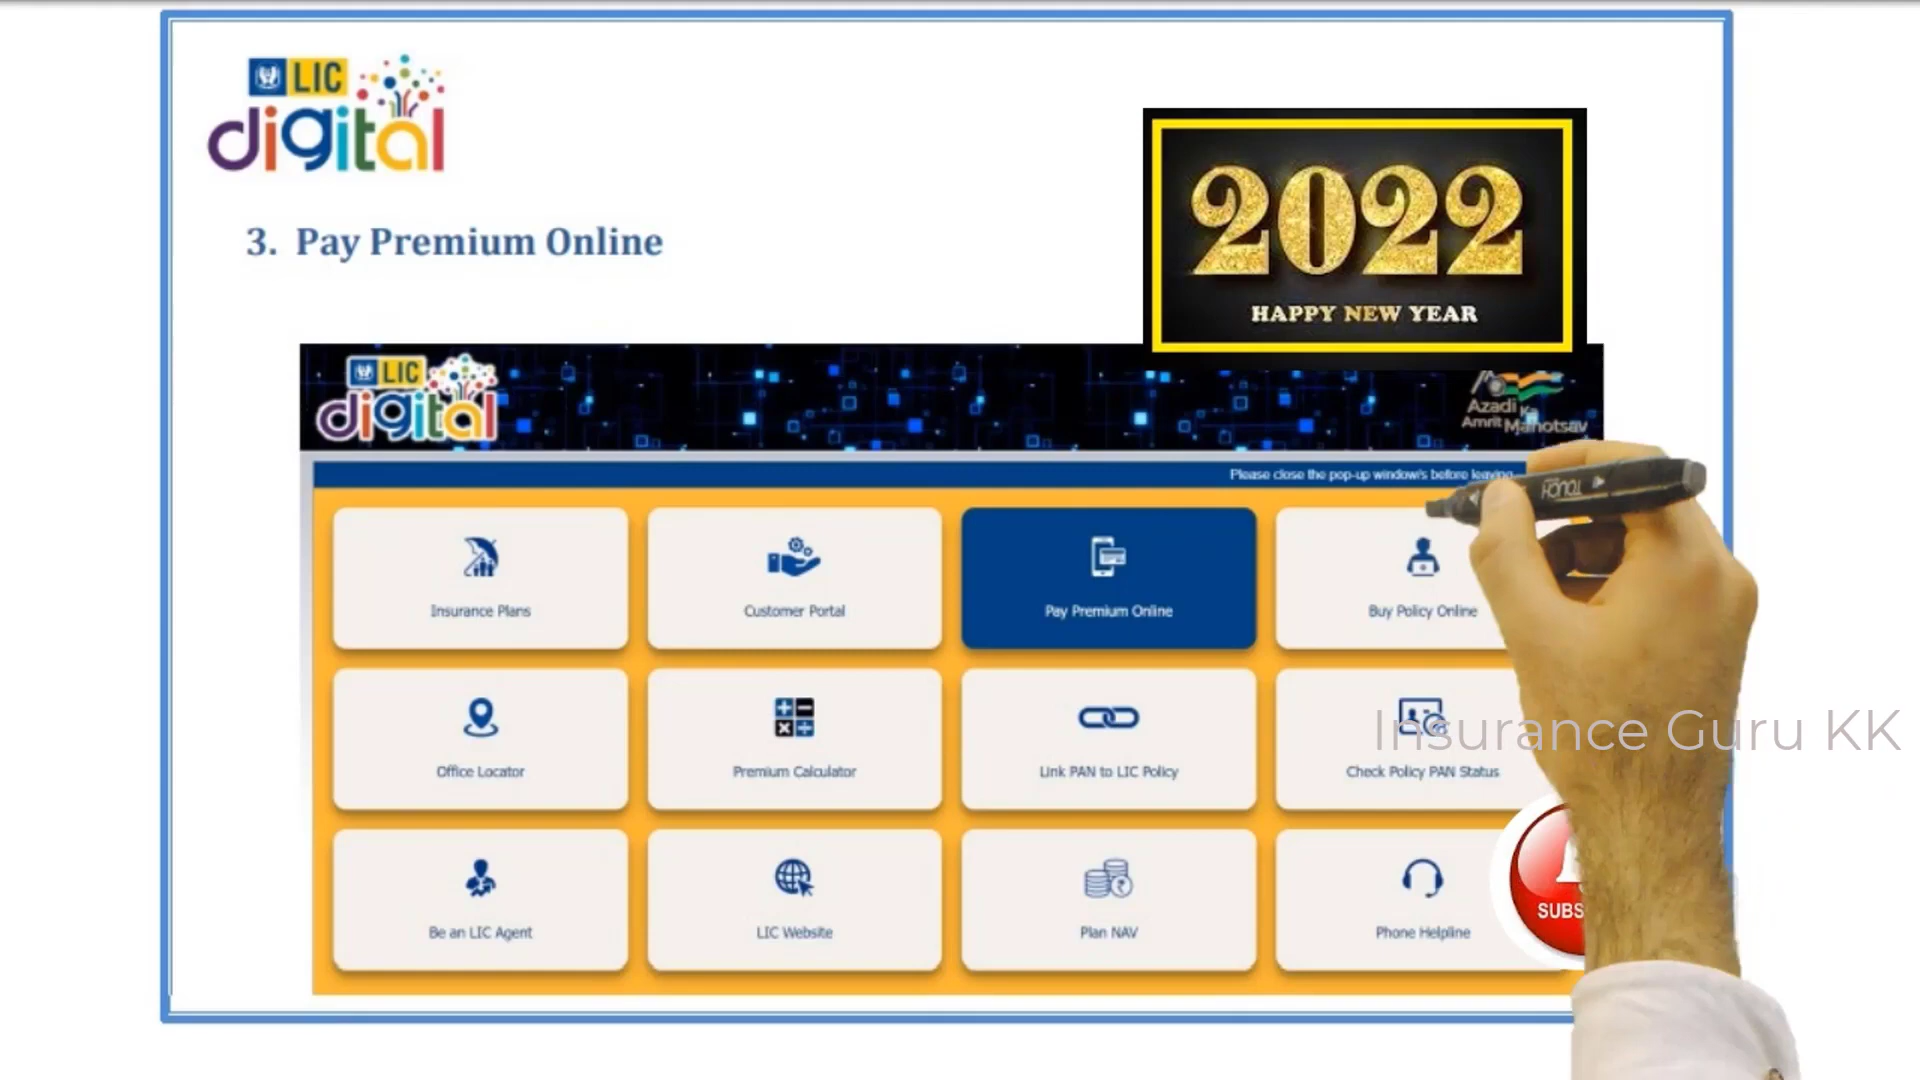 LIC
digital
3. Pay Premium Online
2022
HAPPY NEW YEAR
LIC
digital
Azadi Ka
Amrit Mahotsav
Please close the pop-up window/s before leaving
TOUCH
Insurance Plans
Customer Portal
Pay Premium Online
Buy Policy Online
Office Locator
Premium Calculator
Link PAN to LIC Policy
Check Policy PAN Status
Insurance Guru KK
Be an LIC Agent
LIC Website
Plan NAV
Phone Helpline
SUBS